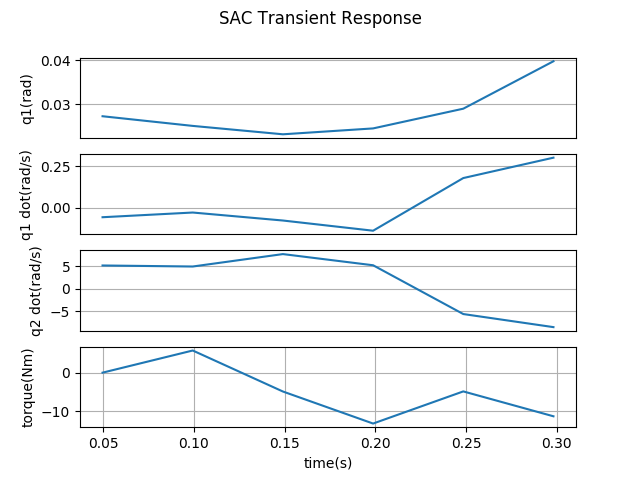 SAC Transient Response
0.04
0.03
q1(rad)
0.25
0.00
q1 dot(rad/s)
5
0
−5
q2 dot(rad/s)
0
−10
torque(Nm)
0.05 0.10 0.15 0.20 0.25 0.30
time(s)